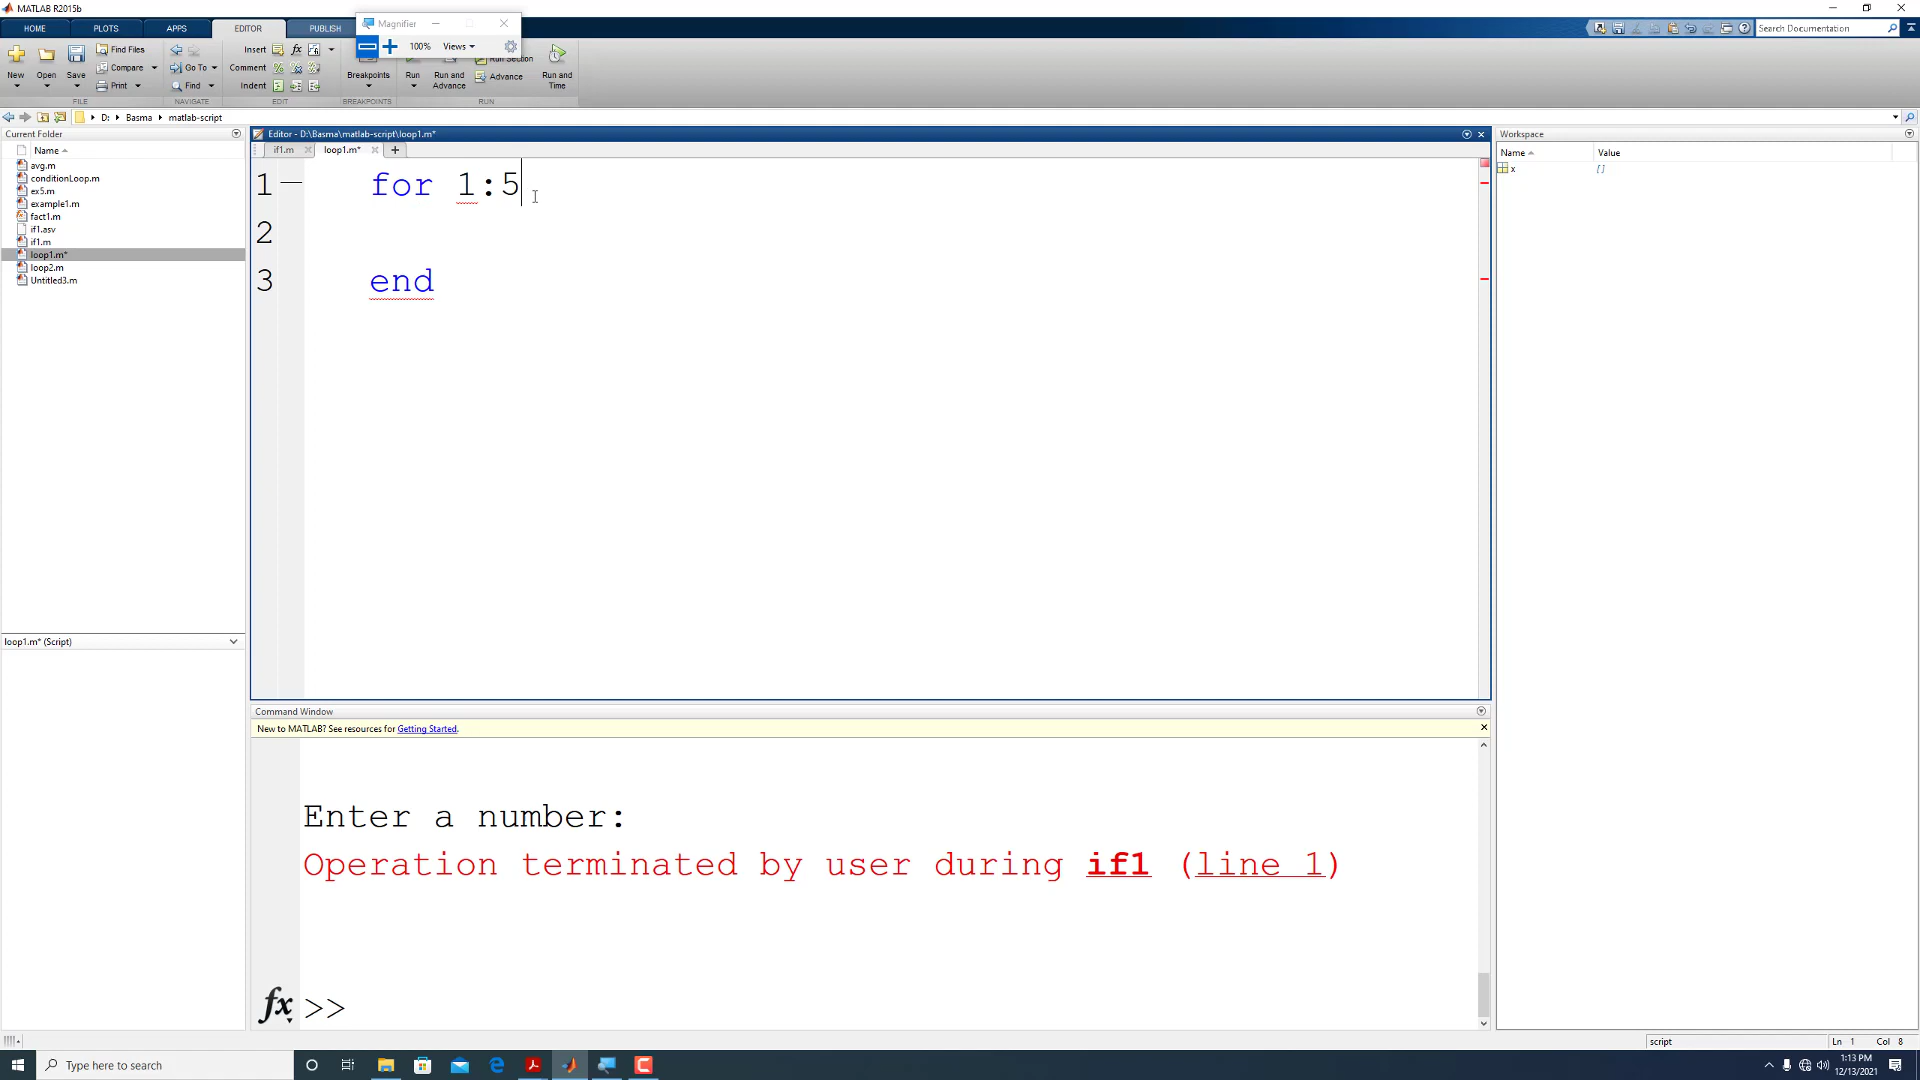 MATLAB R2015b
Magnifier
HOME PLOTS APPS EDITOR PUBLISH
Search Documentation
100% Views
New Open Save
Find Files
Compare
Print
Go To
Find
Insert
Comment
Indent
Breakpoints
Run
Run and Advance
Run Section
Advance
Run and Time
FILE NAVIGATE EDIT BREAKPOINTS RUN
D: Basma matlab-script
Current Folder
Name
avg.m
conditionLoop.m
ex5.m
example1.m
fact1.m
if1.asv
if1.m
loop1.m*
loop2.m
Untitled3.m
loop1.m* (Script)
Editor - D:\Basma\matlab-script\loop1.m*
if1.m loop1.m*
1 for 1:5
2
3 end
Workspace
Name Value
x []
Command Window
New to MATLAB? See resources for Getting Started.
Enter a number:
Operation terminated by user during if1 (line 1)
fx >>
script Ln 1 Col 8
Type here to search
1:13 PM
12/13/2021